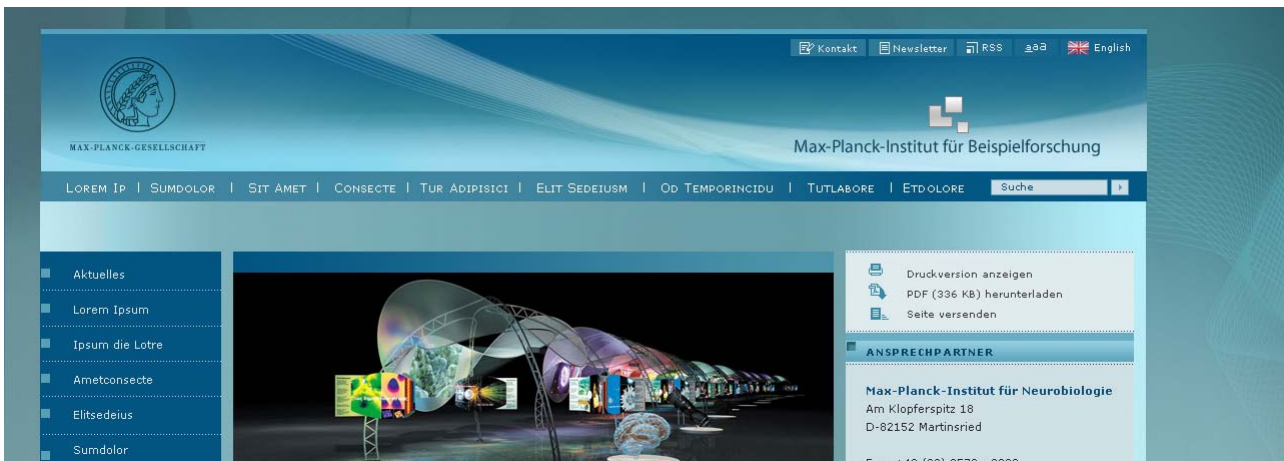 Kontakt Newsletter RSS aaa English
MAX-PLANCK-GESELLSCHAFT
Max-Planck-Institut für Beispielforschung
Lorem Ip | Sumdolor | Sit Amet | Consecte | Tur Adipisici | Elit Sedeiusm | Od Temporincidu | Tutlabore | Etdolore Suche
Aktuelles
Lorem Ipsum
Ipsum die Lotre
Ametconsecte
Elitsedeius
Sumdolor
Druckversion anzeigen
PDF (336 KB) herunterladen
Seite versenden
ANSPRECHPARTNER
Max-Planck-Institut für Neurobiologie
Am Klopferspitz 18
D-82152 Martinsried